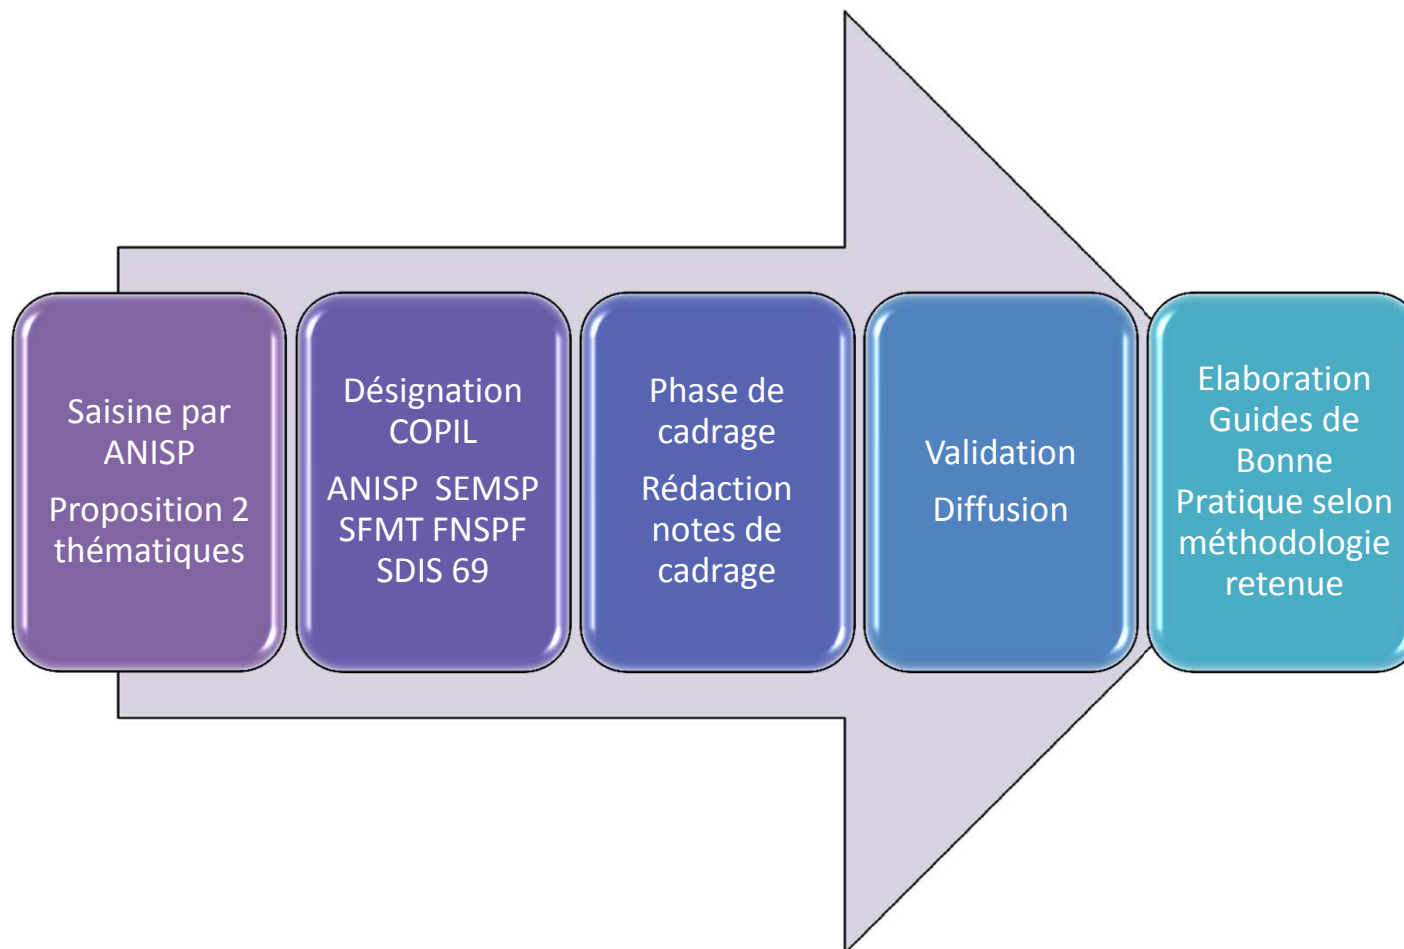 Saisine par
ANISP
Proposition 2
thématiques
Désignation
COPIL
ANISP  SEMSP
SFMT FNSPF
SDIS 69
Phase de
cadrage
Rédaction
notes de
cadrage
Validation
Diffusion
Elaboration
Guides de
Bonne
Pratique selon
méthodologie
retenue